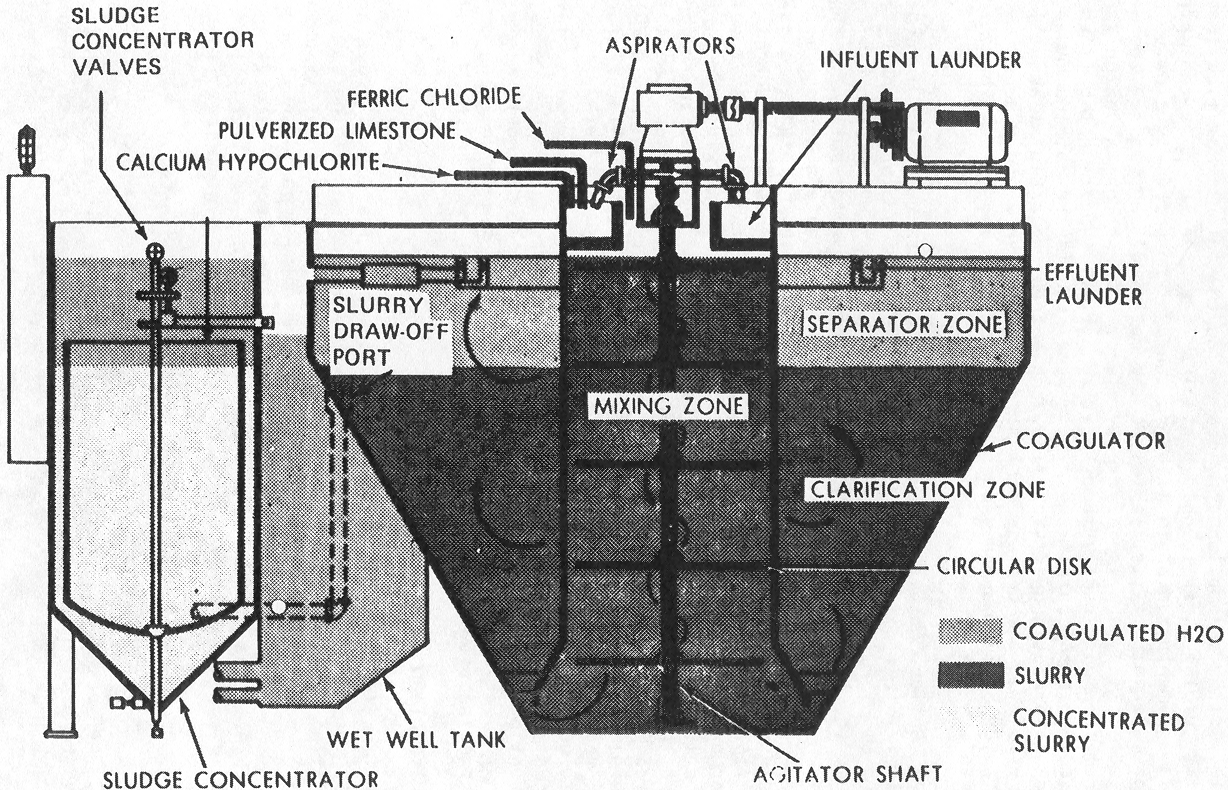 SLUDGE
CONCENTRATOR
VALVES
ASPIRATORS
INFLUENT LAUNDER
FERRIC CHLORIDE
PULVERIZED LIMESTONE
CALCIUM HYPOCHLORITE
EFFLUENT
LAUNDER
SLURRY
DRAW-OFF
PORT
SEPARATOR ZONE
MIXING ZONE
COAGULATOR
CLARIFICATION ZONE
CIRCULAR DISK
COAGULATED H2O
SLURRY
CONCENTRATED
SLURRY
WET WELL TANK
SLUDGE CONCENTRATOR
AGITATOR SHAFT